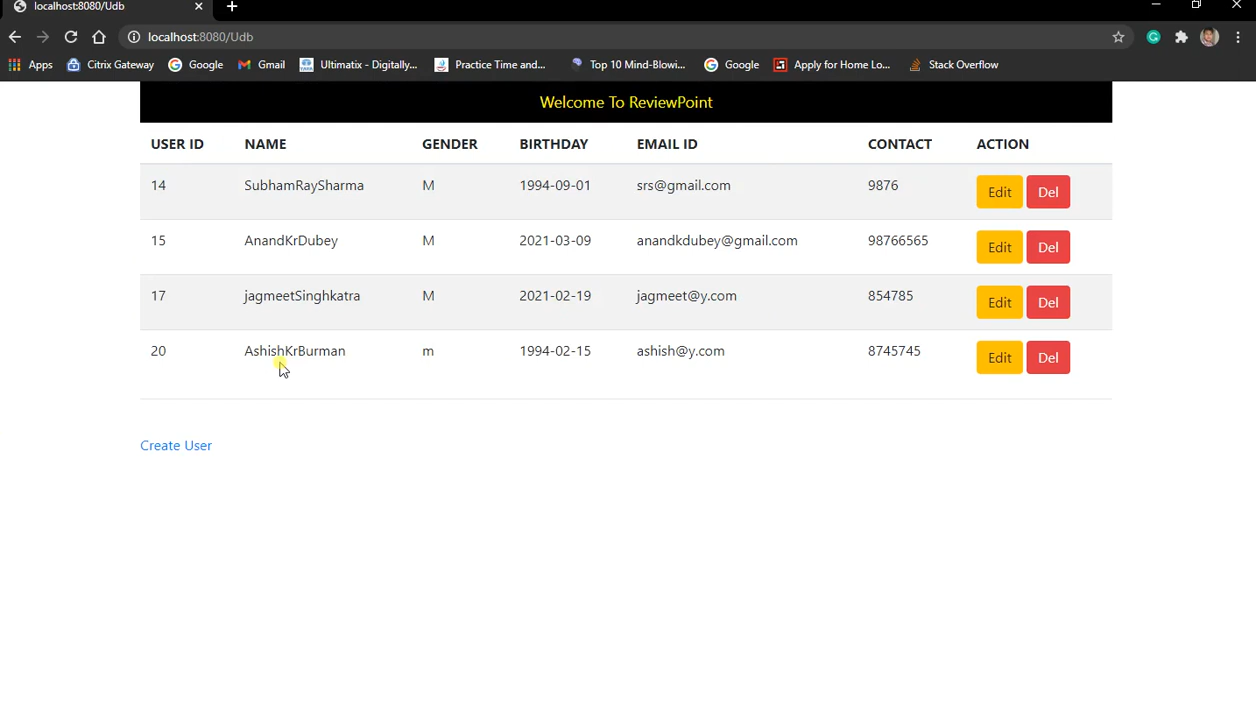 localhost:8080/Udb
localhost:8080/Udb
Apps Citrix Gateway Google Gmail Ultimatix - Digitally... Practice Time and... Top 10 Mind-Blowi... Google Apply for Home Lo... Stack Overflow
Welcome To ReviewPoint
USER ID NAME GENDER BIRTHDAY EMAIL ID CONTACT ACTION
14 SubhamRaySharma M 1994-09-01 srs@gmail.com 9876 Edit Del
15 AnandKrDubey M 2021-03-09 anandkdubey@gmail.com 98766565 Edit Del
17 jagmeetSinghkatra M 2021-02-19 jagmeet@y.com 854785 Edit Del
20 AshishKrBurman m 1994-02-15 ashish@y.com 8745745 Edit Del
Create User